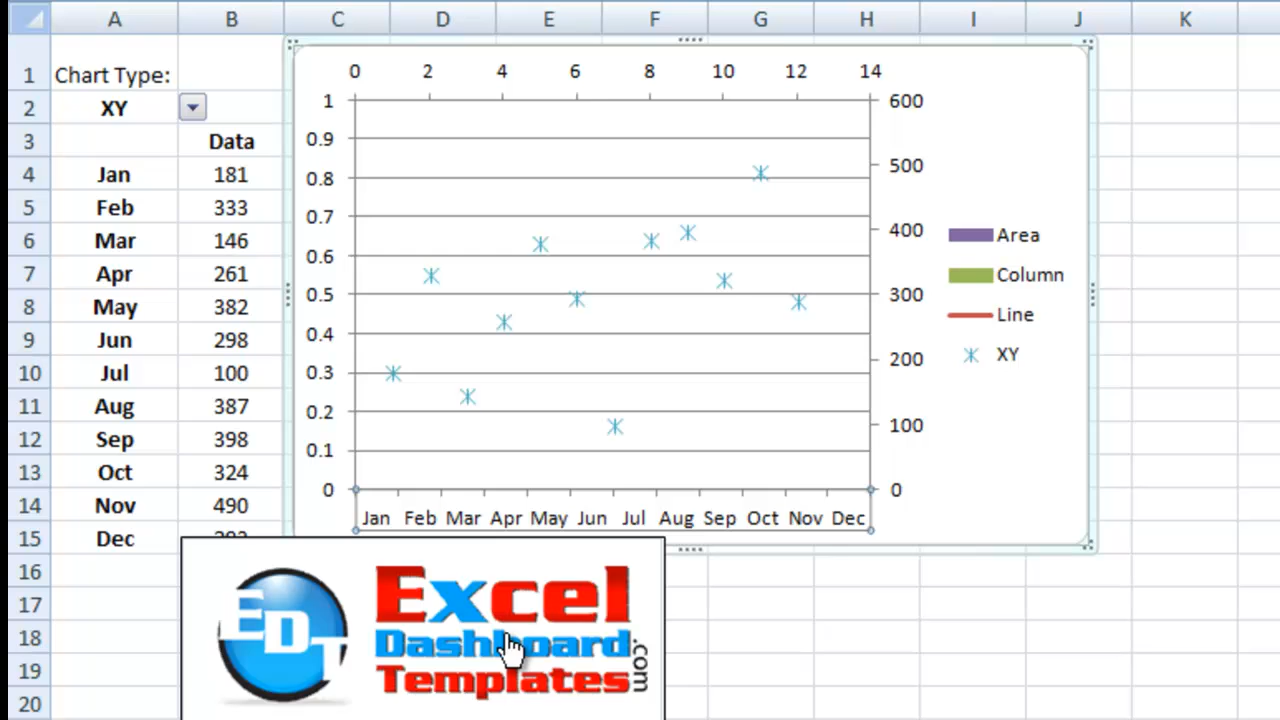 A B C D E F G H I J K
1 Chart Type:
2 XY
3 Data
4 Jan 181
5 Feb 333
6 Mar 146
7 Apr 261
8 May 382
9 Jun 298
10 Jul 100
11 Aug 387
12 Sep 398
13 Oct 324
14 Nov 490
15 Dec
16
17
18
19
20
0 2 4 6 8 10 12 14
1
0.9
0.8
0.7
0.6
0.5
0.4
0.3
0.2
0.1
0
600
500
400
300
200
100
0
Area
Column
Line
XY
Jan Feb Mar Apr May Jun Jul Aug Sep Oct Nov Dec
EDT
Excel
Dashboard
Templates
.com